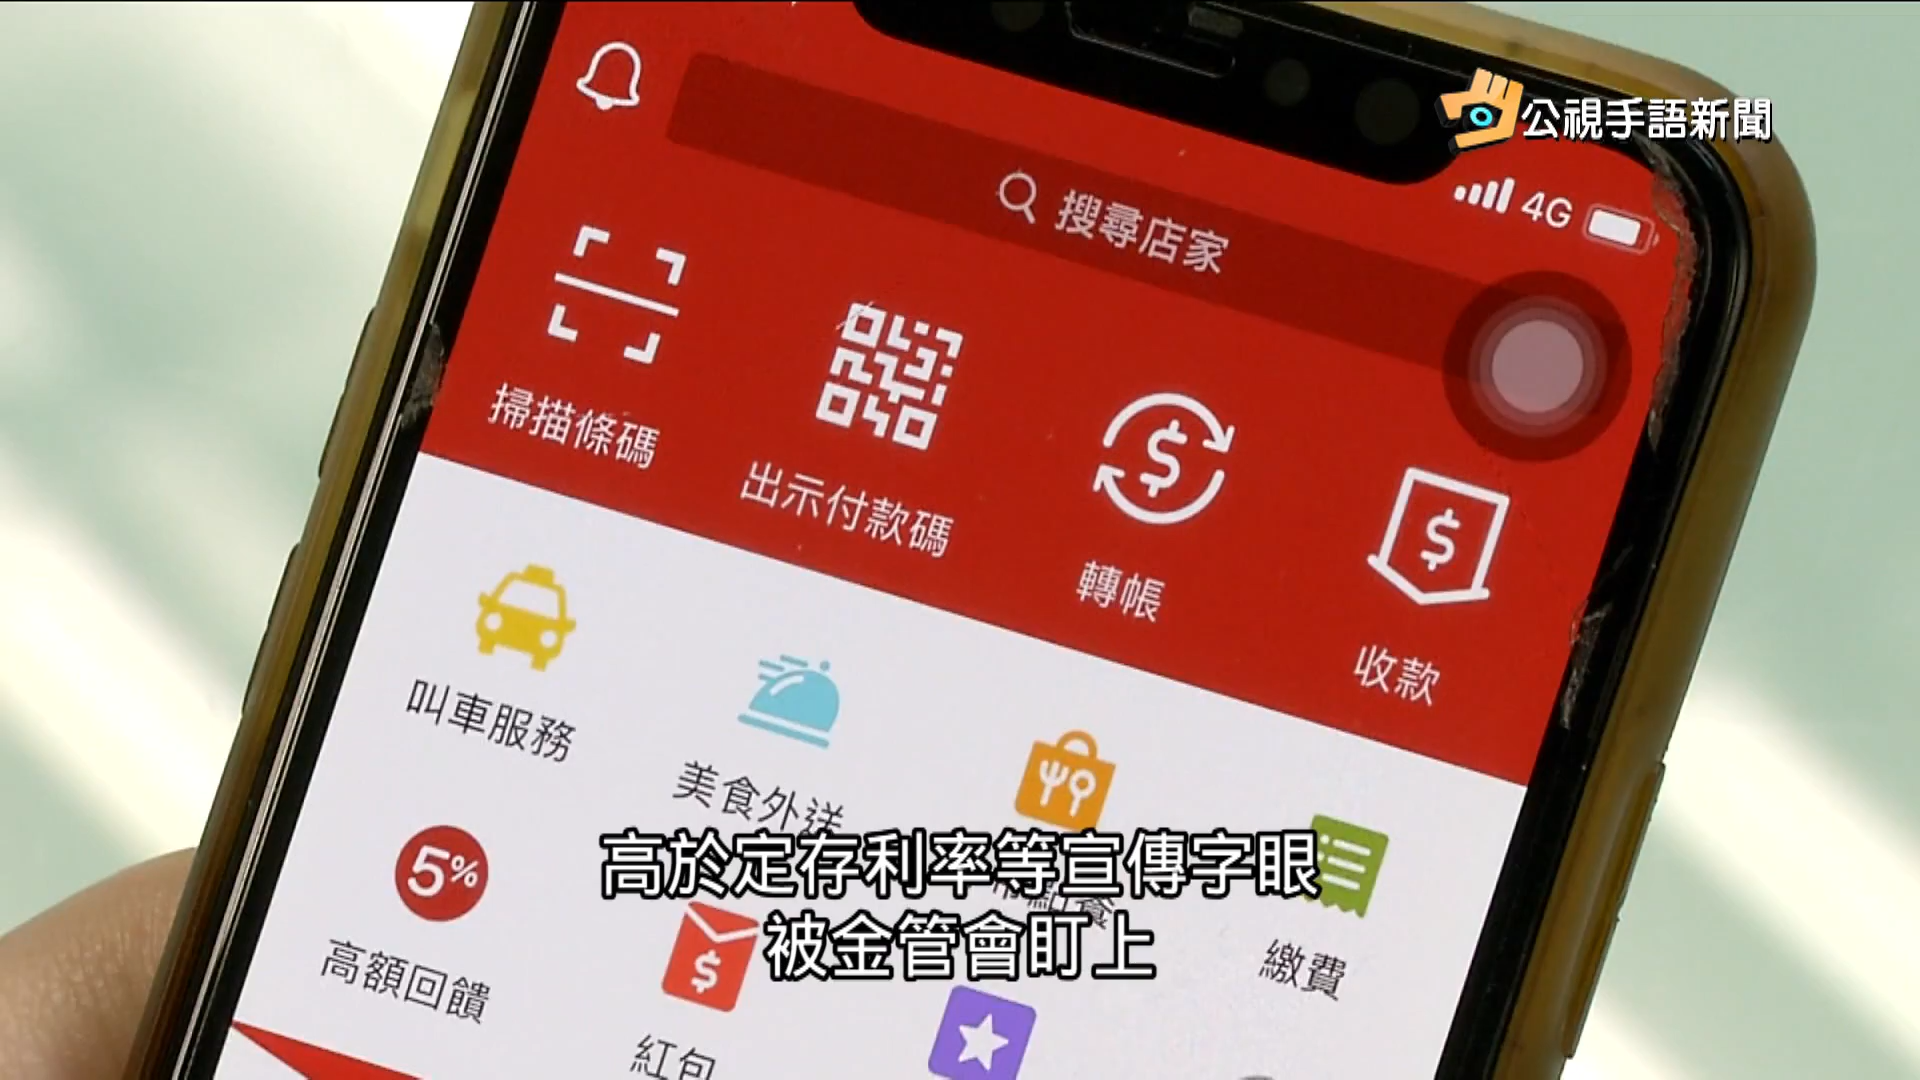 公視手語新聞
4G
搜尋店家
掃描條碼
出示付款碼
轉帳
收款
叫車服務
美食外送
5%
高額回饋
紅包
繳費
高於定存利率等宣傳字眼
被金管會盯上